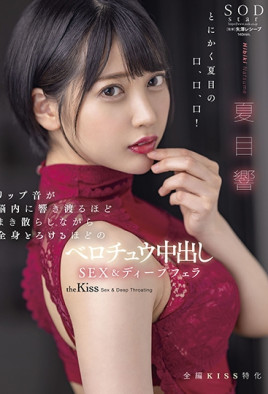 SOD
star
Hibiki Natsume
夏目響
とにかく夏目の
口、口、口!
リップ音が
脳内に響き渡るほど
まき散らしながら
全身とろけるほどの
ベロチュウ中出し
SEX&ディープフェラ
the Kiss Sex & Deep Throating
全編KISS特化